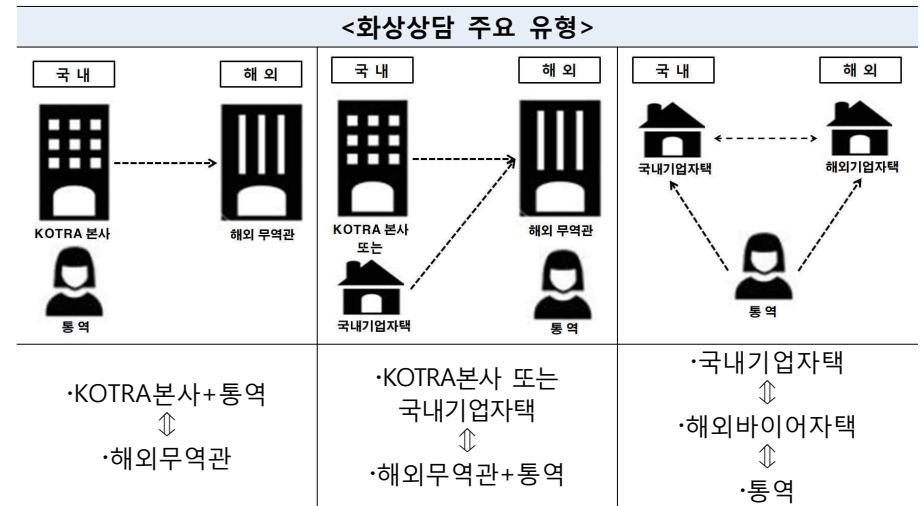 <화상상담 주요 유형>
국 내
해 외
KOTRA 본사
해외 무역관
통 역
국 내
해 외
KOTRA 본사
또는
국내기업자택
해외 무역관
통 역
국 내
해 외
국내기업자택
해외기업자택
통 역
·KOTRA본사+통역
⇕
·해외무역관
·KOTRA본사 또는
국내기업자택
⇕
·해외무역관+통역
·국내기업자택
⇕
·해외바이어자택
⇕
·통역